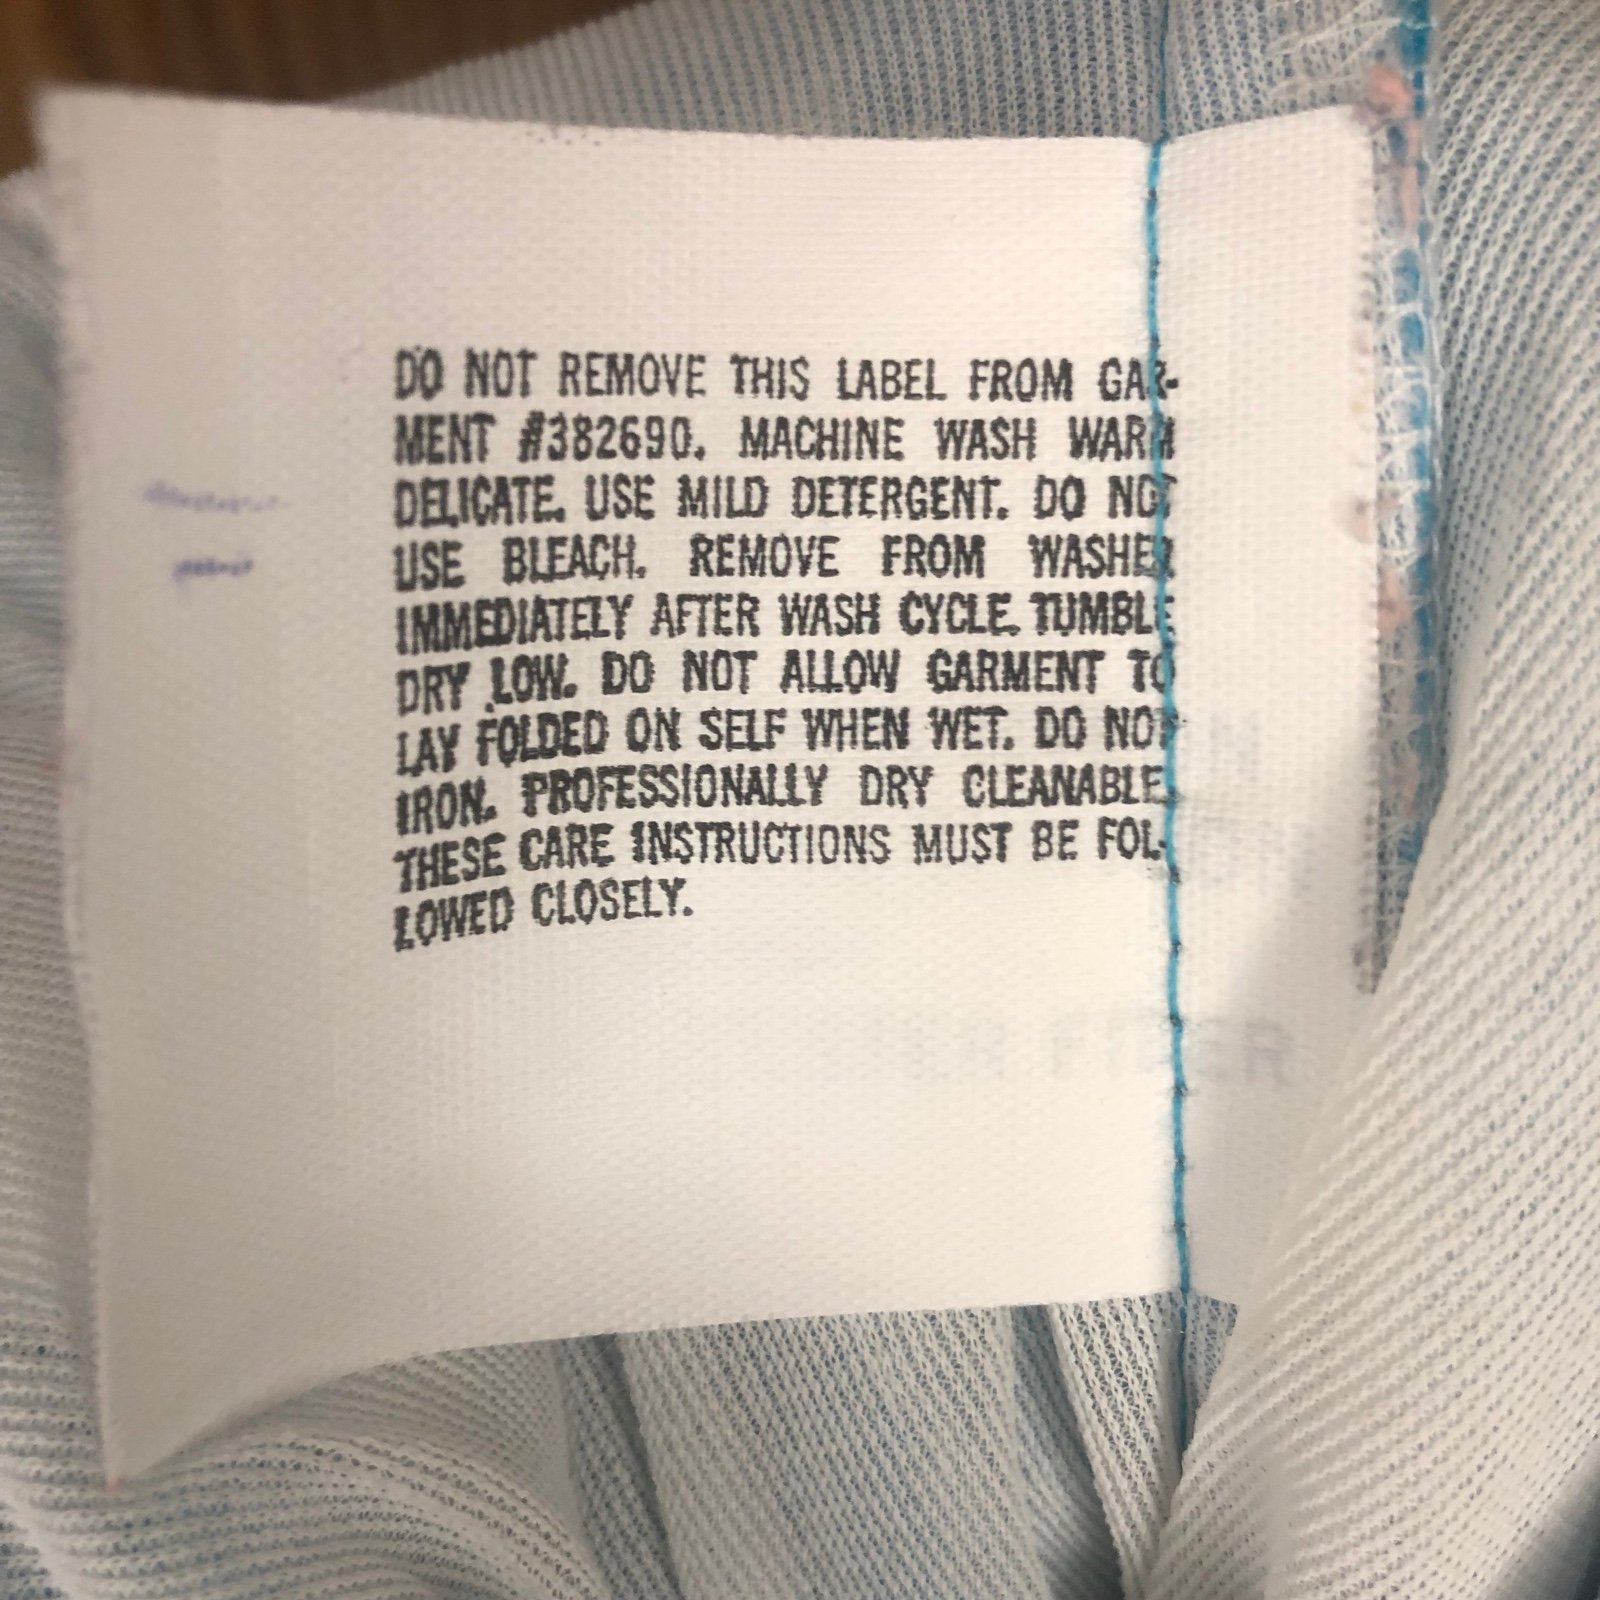 DO NOT REMOVE THIS LABEL FROM GAR-
MENT #382690. MACHINE WASH WARM
DELICATE. USE MILD DETERGENT. DO NOT
USE BLEACH. REMOVE FROM WASHER
IMMEDIATELY AFTER WASH CYCLE. TUMBLE
DRY LOW. DO NOT ALLOW GARMENT TO
LAY FOLDED ON SELF WHEN WET. DO NOT
IRON. PROFESSIONALLY DRY CLEANABLE.
THESE CARE INSTRUCTIONS MUST BE FOL-
LOWED CLOSELY.